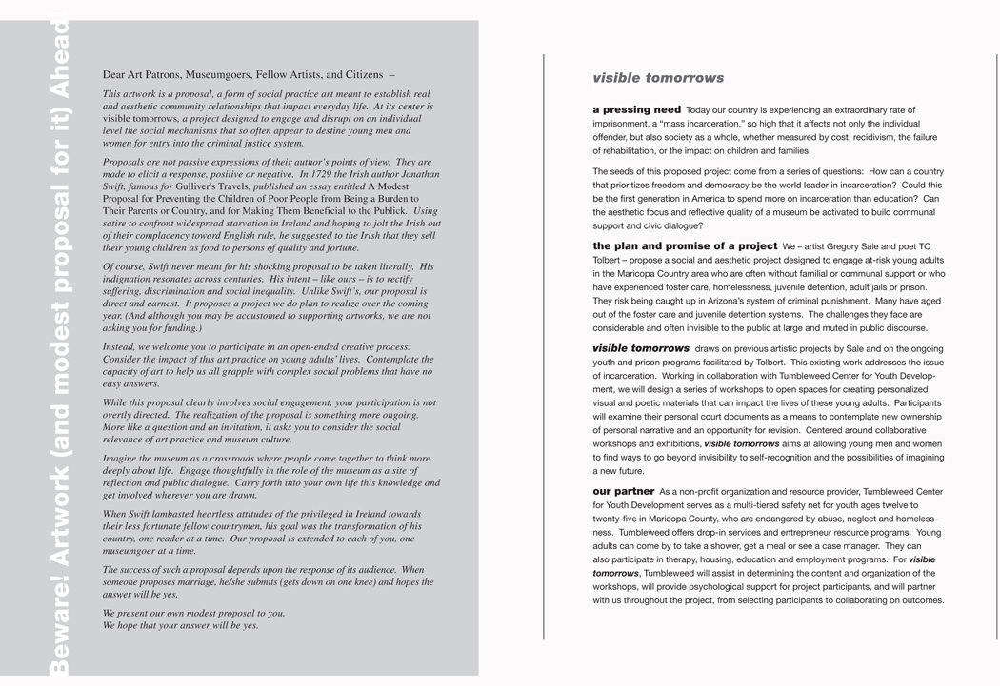 Beware! Artwork (and modest proposal for it) Ahead!
Dear Art Patrons, Museumgoers, Fellow Artists, and Citizens –
This artwork is a proposal, a form of social practice art meant to establish real
and aesthetic community relationships that impact everyday life. At its center is
visible tomorrows, a project designed to engage and disrupt on an individual
level the social mechanisms that so often appear to destine young men and
women for entry into the criminal justice system.
Proposals are not passive expressions of their author's points of view. They are
made to elicit a response, positive or negative. In 1729 the Irish author Jonathan
Swift, famous for Gulliver's Travels, published an essay entitled A Modest
Proposal for Preventing the Children of Poor People from Being a Burden to
Their Parents or Country, and for Making Them Beneficial to the Publick. Using
satire to confront widespread starvation in Ireland and hoping to jolt the Irish out
of their complacency toward English rule, he suggested to the Irish that they sell
their young children as food to persons of quality and fortune.
Of course, Swift never meant for his shocking proposal to be taken literally. His
indignation resonates across centuries. His intent – like ours – is to rectify
suffering, discrimination and social inequality. Unlike Swift's, our proposal is
direct and earnest. It proposes a project we do plan to realize over the coming
year. (And although you may be accustomed to supporting artworks, we are not
asking you for funding.)
Instead, we welcome you to participate in an open-ended creative process.
Consider the impact of this art practice on young adults' lives. Contemplate the
capacity of art to help us all grapple with complex social problems that have no
easy answers.
While this proposal clearly involves social engagement, your participation is not
overtly directed. The realization of the proposal is something more ongoing.
More like a question and an invitation, it asks you to consider the social
relevance of art practice and museum culture.
Imagine the museum as a crossroads where people come together to think more
deeply about life. Engage thoughtfully in the role of the museum as a site of
reflection and public dialogue. Carry forth into your own life this knowledge and
get involved wherever you are drawn.
When Swift lambasted heartless attitudes of the privileged in Ireland towards
their less fortunate fellow countrymen, his goal was the transformation of his
country, one reader at a time. Our proposal is extended to each of you, one
museumgoer at a time.
The success of such a proposal depends upon the response of its audience. When
someone proposes marriage, he/she submits (gets down on one knee) and hopes the
answer will be yes.
We present our own modest proposal to you.
We hope that your answer will be yes.
visible tomorrows
a pressing need Today our country is experiencing an extraordinary rate of
imprisonment, a “mass incarceration,” so high that it affects not only the individual
offender, but also society as a whole, whether measured by cost, recidivism, the failure
of rehabilitation, or the impact on children and families.
The seeds of this proposed project come from a series of questions: How can a country
that prioritizes freedom and democracy be the world leader in incarceration? Could this
be the first generation in America to spend more on incarceration than education? Can
the aesthetic focus and reflective quality of a museum be activated to build communal
support and civic dialogue?
the plan and promise of a project We – artist Gregory Sale and poet TC
Tolbert – propose a social and aesthetic project designed to engage at-risk young adults
in the Maricopa Country area who are often without familial or communal support or who
have experienced foster care, homelessness, juvenile detention, adult jails or prison.
They risk being caught up in Arizona's system of criminal punishment. Many have aged
out of the foster care and juvenile detention systems. The challenges they face are
considerable and often invisible to the public at large and muted in public discourse.
visible tomorrows draws on previous artistic projects by Sale and on the ongoing
youth and prison programs facilitated by Tolbert. This existing work addresses the issue
of incarceration. Working in collaboration with Tumbleweed Center for Youth Develop-
ment, we will design a series of workshops to open spaces for creating personalized
visual and poetic materials that can impact the lives of these young adults. Participants
will examine their personal court documents as a means to contemplate new ownership
of personal narrative and an opportunity for revision. Centered around collaborative
workshops and exhibitions, visible tomorrows aims at allowing young men and women
to find ways to go beyond invisibility to self-recognition and the possibilities of imagining
a new future.
our partner As a non-profit organization and resource provider, Tumbleweed Center
for Youth Development serves as a multi-tiered safety net for youth ages twelve to
twenty-five in Maricopa County, who are endangered by abuse, neglect and homeless-
ness. Tumbleweed offers drop-in services and entrepreneur resource programs. Young
adults can come by to take a shower, get a meal or see a case manager. They can
also participate in therapy, housing, education and employment programs. For visible
tomorrows, Tumbleweed will assist in determining the content and organization of the
workshops, will provide psychological support for project participants, and will partner
with us throughout the project, from selecting participants to collaborating on outcomes.